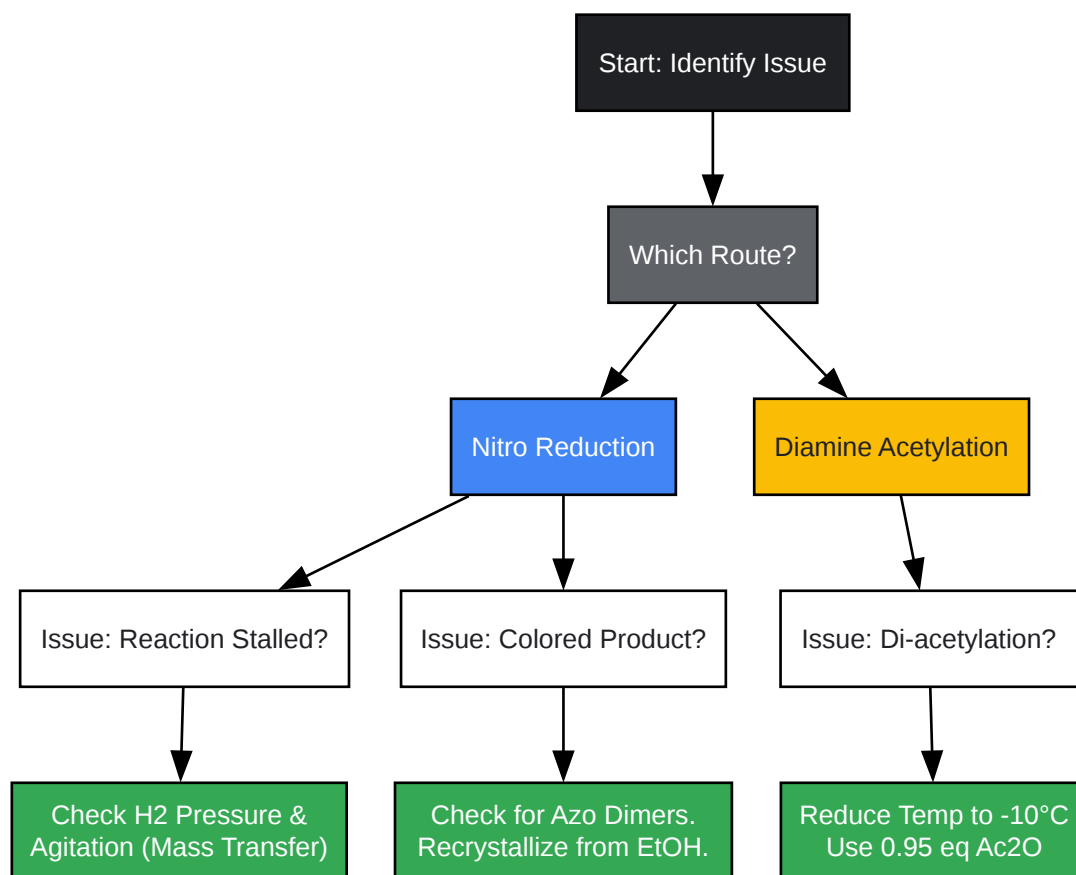 Start: Identify Issue
Which Route?
Nitro Reduction
Diamine Acetylation
Issue: Reaction Stalled?
Issue: Colored Product?
Issue: Di-acetylation?
Check H2 Pressure &
Agitation (Mass Transfer)
Check for Azo Dimers.
Recrystallize from EtOH.
Reduce Temp to -10°C
Use 0.95 eq Ac2O